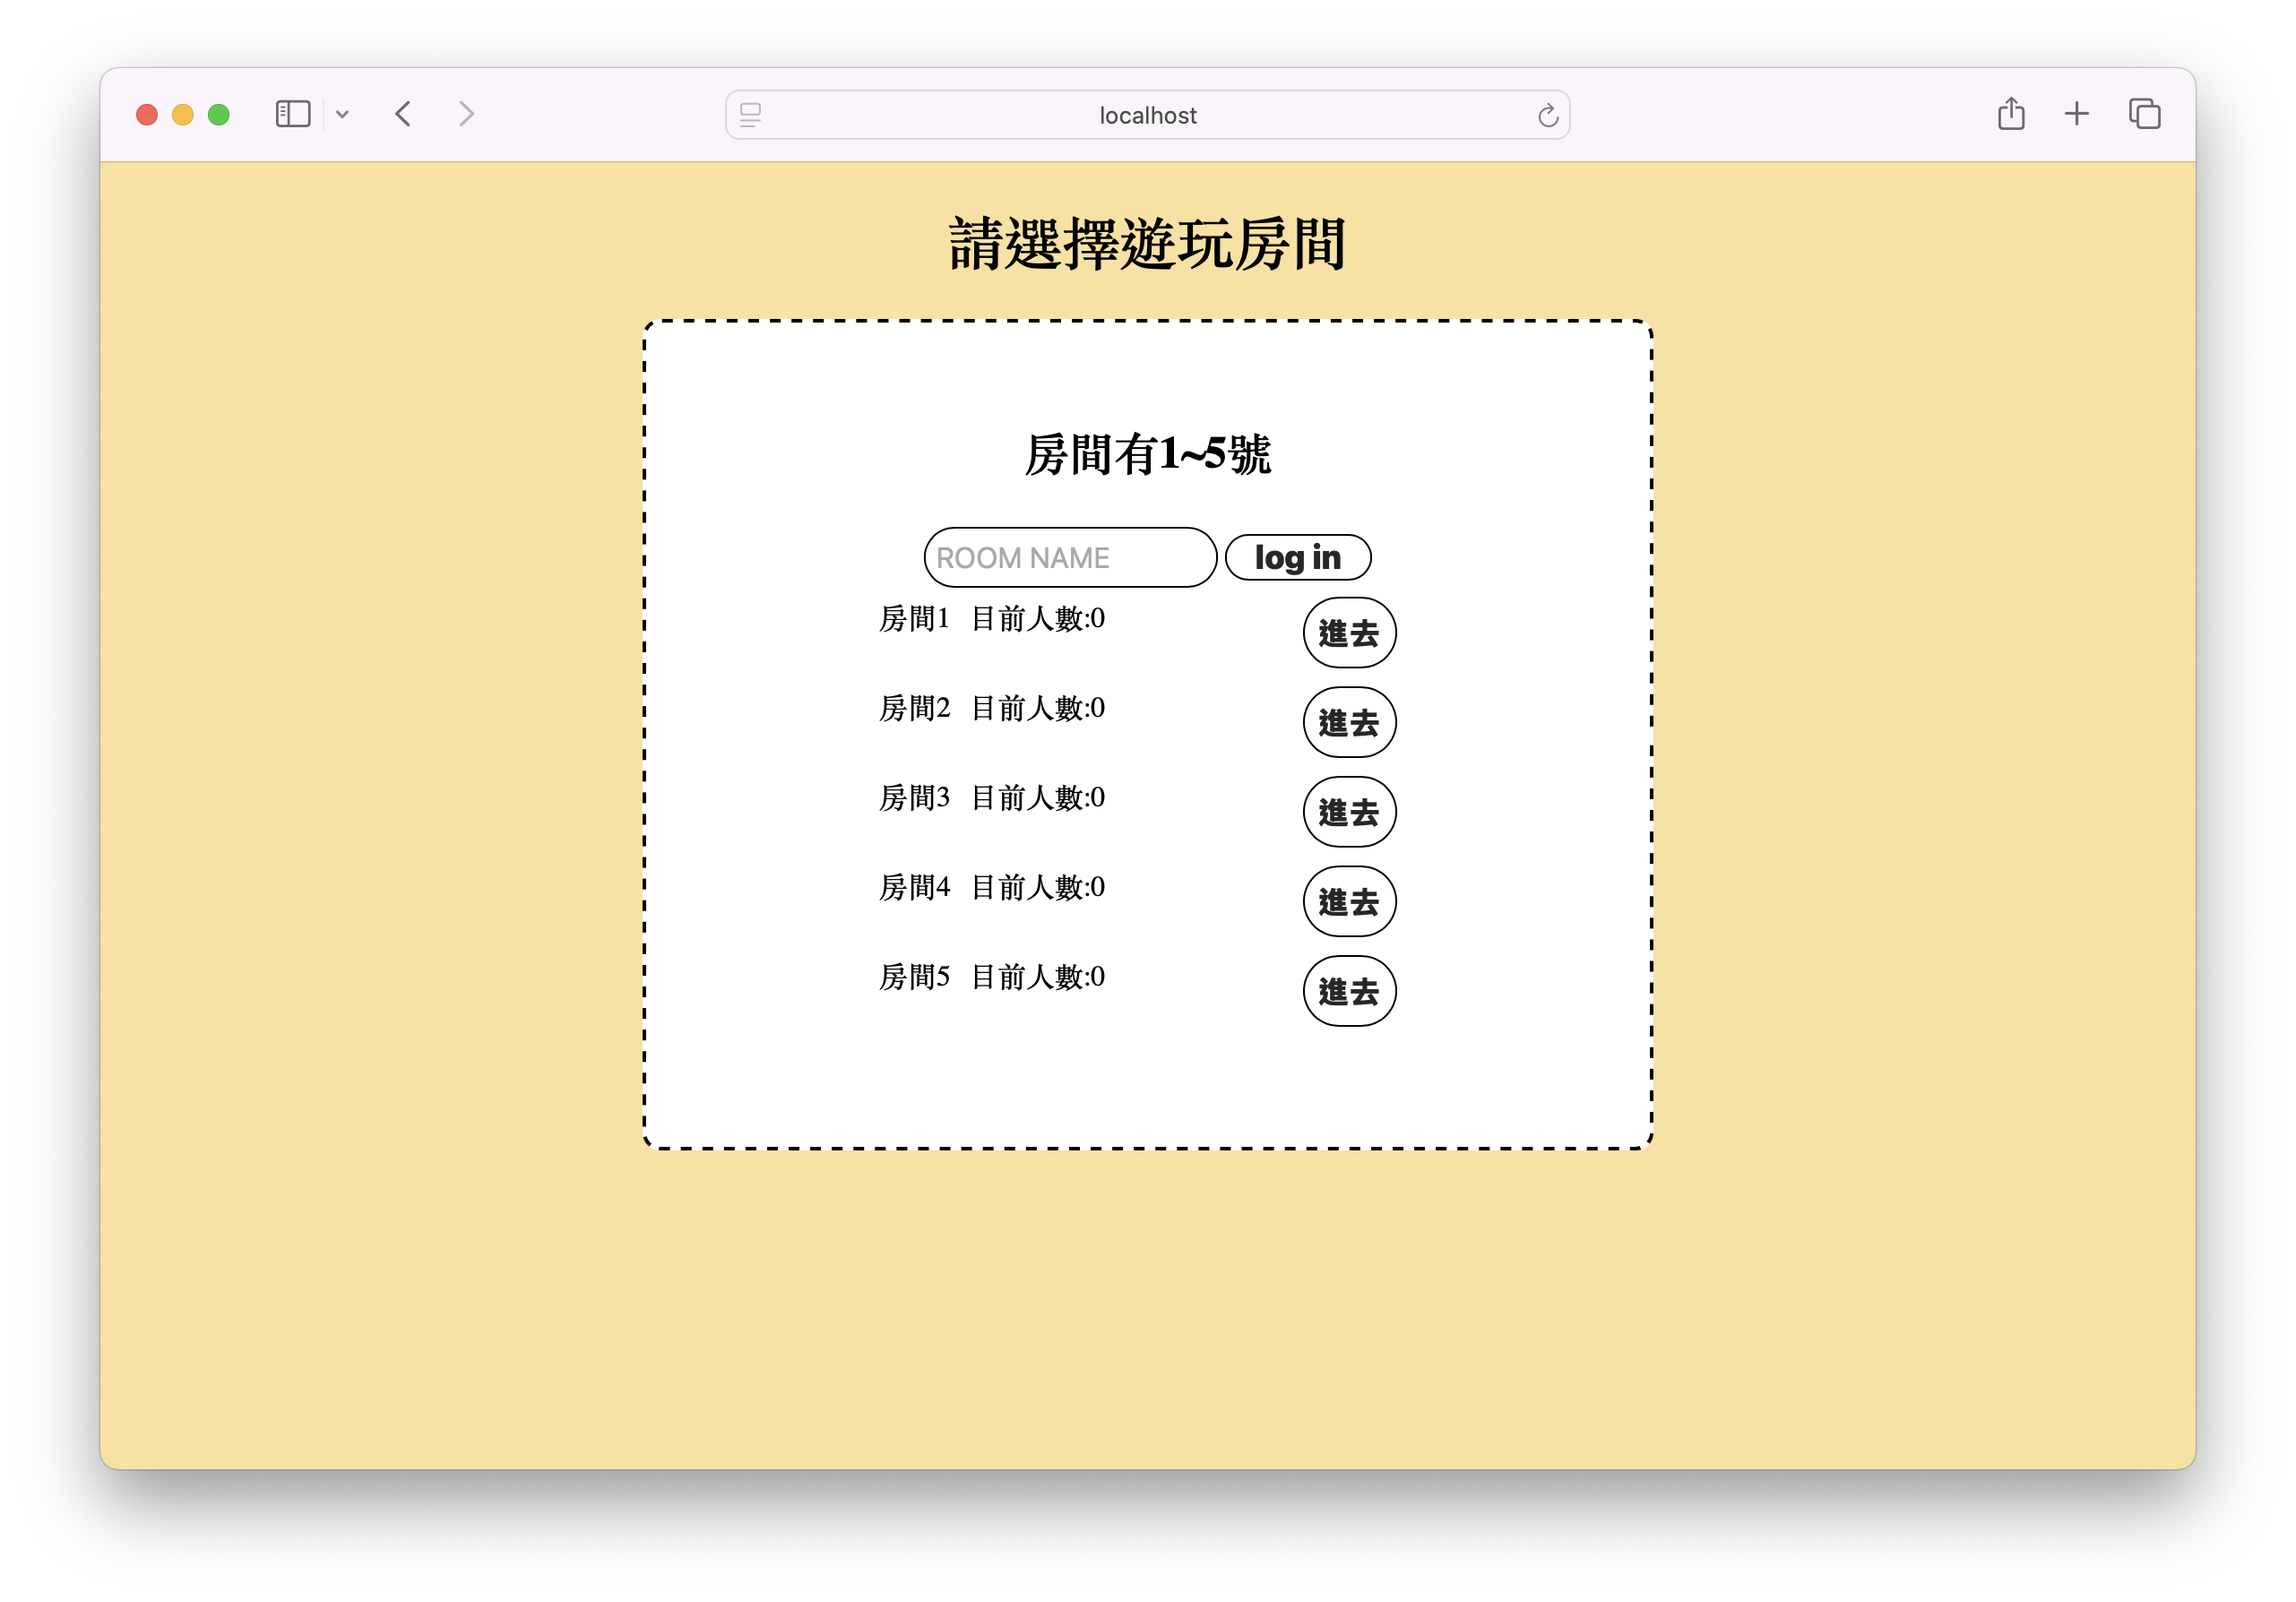 localhost
請選擇遊玩房間
房間有1~5號
ROOM NAME log in
房間1 目前人數:0 進去
房間2 目前人數:0 進去
房間3 目前人數:0 進去
房間4 目前人數:0 進去
房間5 目前人數:0 進去